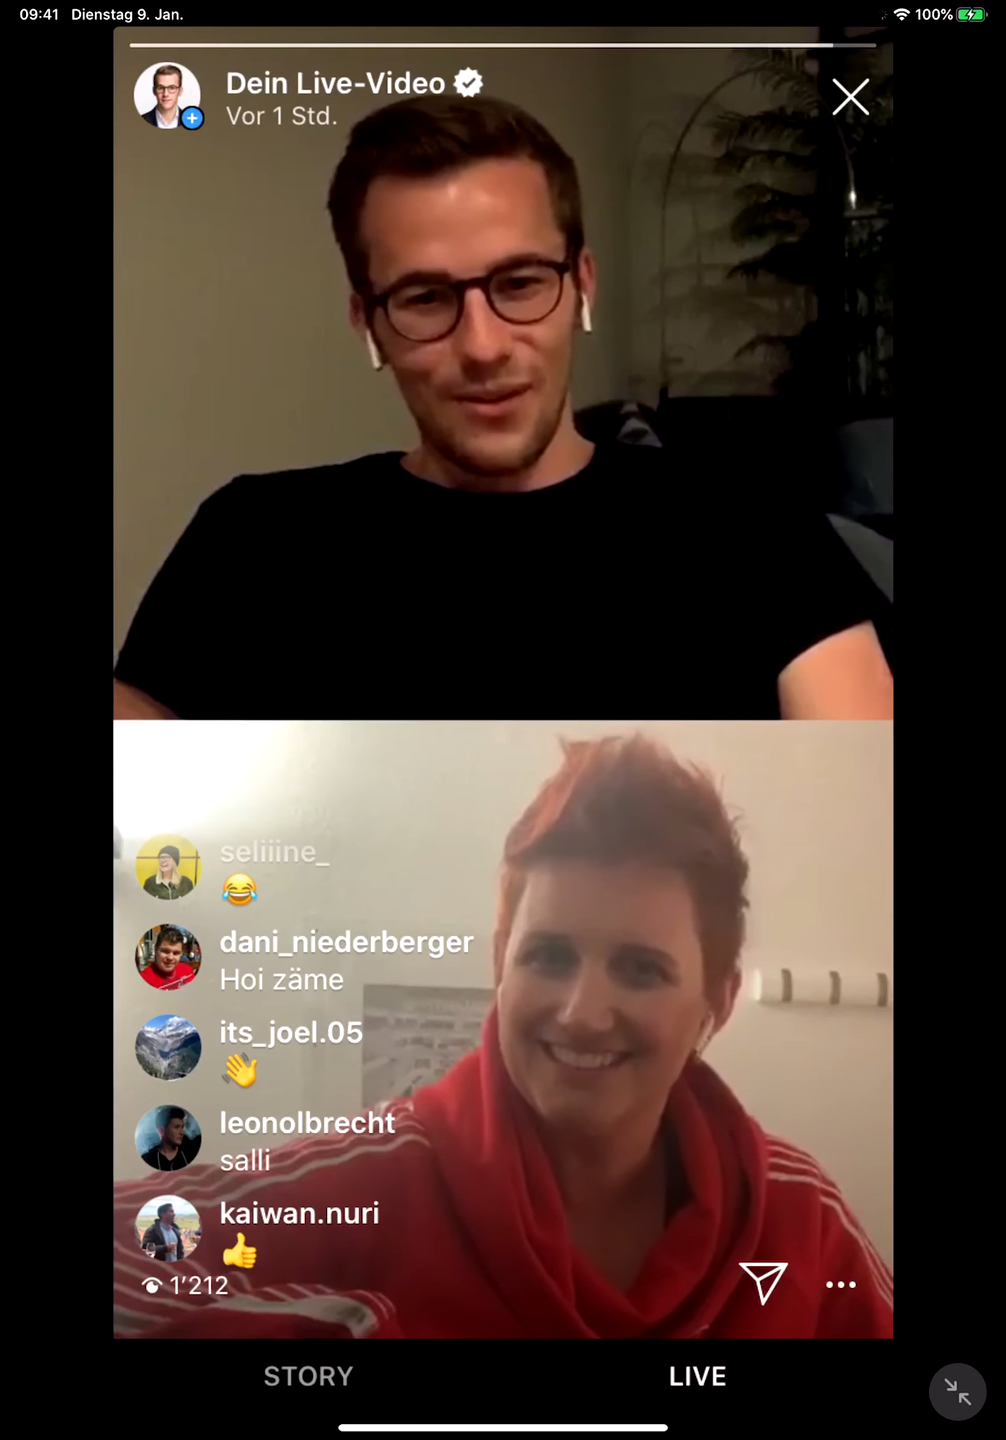 09:41 Dienstag 9. Jan.
100%
Dein Live-Video
Vor 1 Std.
seliiine_
😂
dani_niederberger
Hoi zäme
its_joel.05
👋
leonolbrecht
salli
kaiwan.nuri
👍
1'212
STORY
LIVE